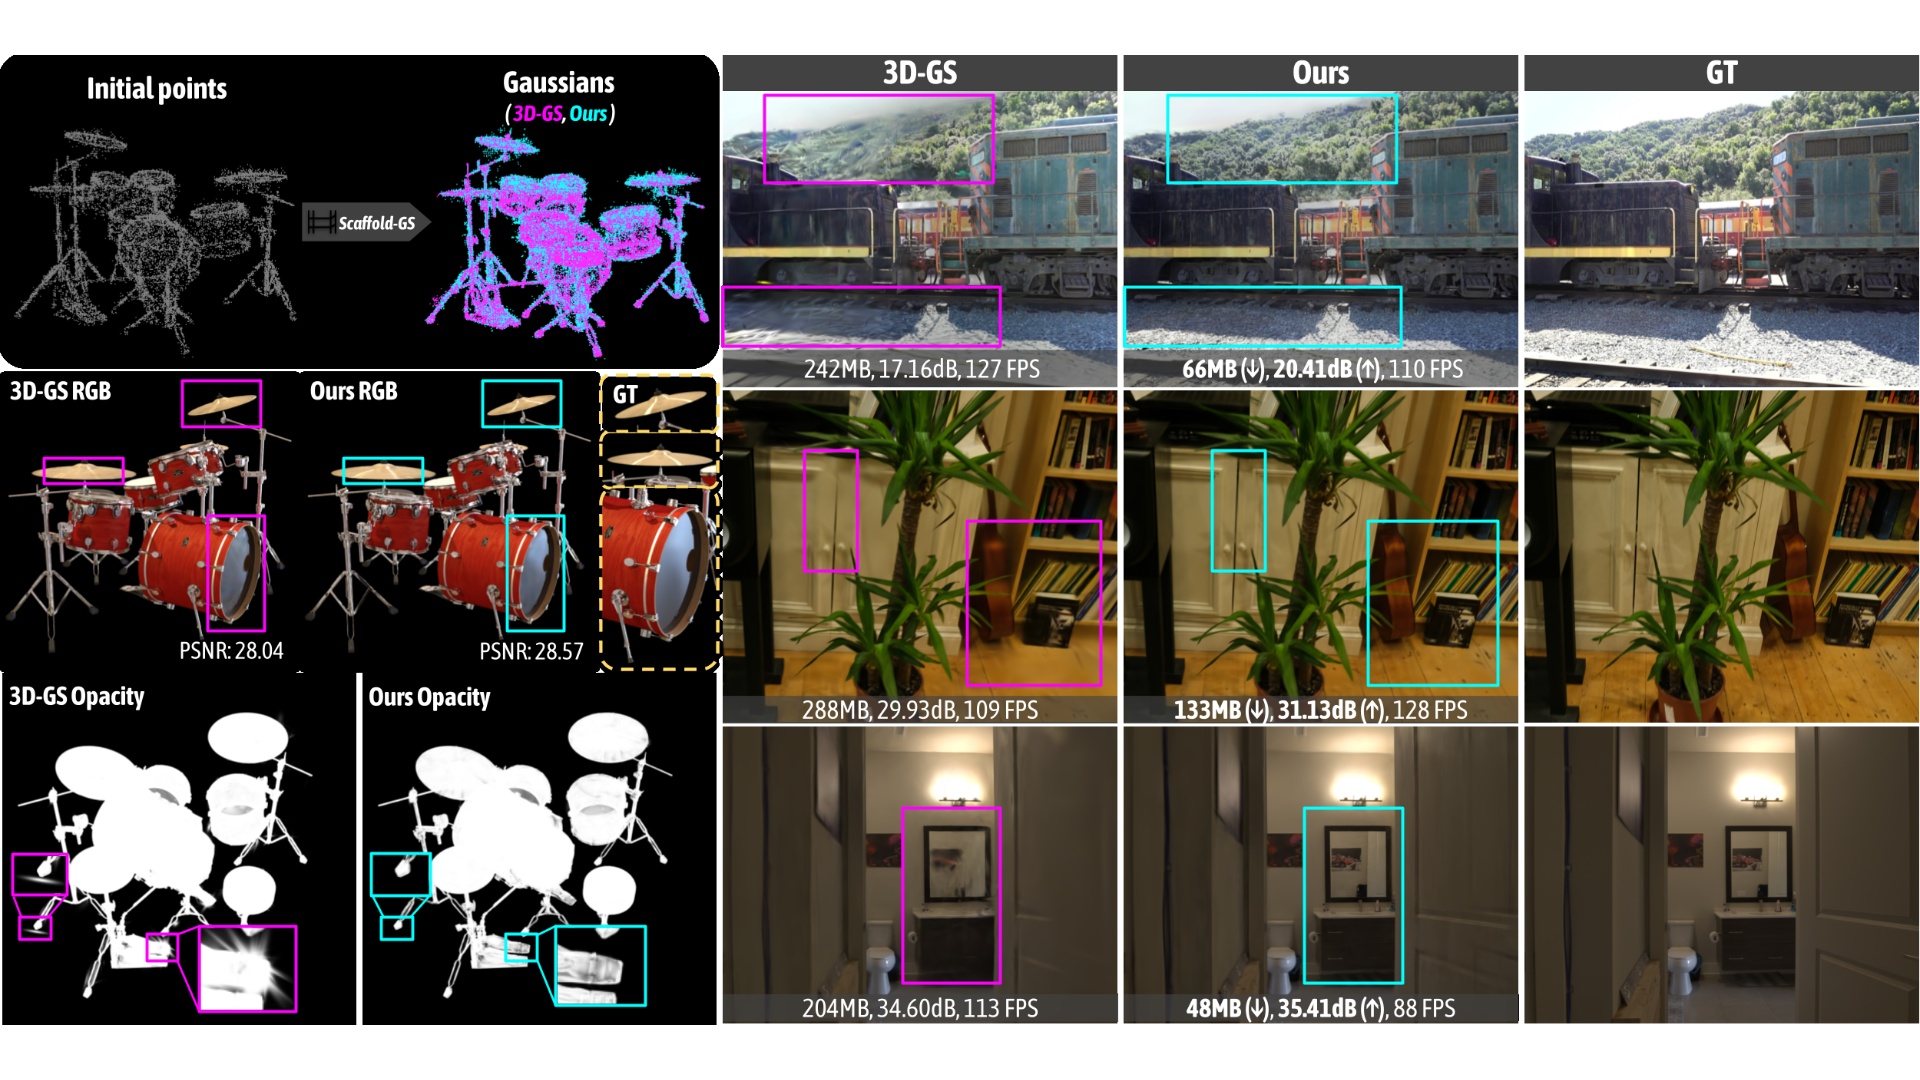 Initial points
Gaussians
(3D-GS, Ours)
Scaffold-GS
3D-GS RGB
Ours RGB
GT
PSNR: 28.04
PSNR: 28.57
3D-GS Opacity
Ours Opacity
3D-GS
Ours
GT
242MB, 17.16dB, 127 FPS
66MB (↓), 20.41dB (↑), 110 FPS
288MB, 29.93dB, 109 FPS
133MB (↓), 31.13dB (↑), 128 FPS
204MB, 34.60dB, 113 FPS
48MB (↓), 35.41dB (↑), 88 FPS